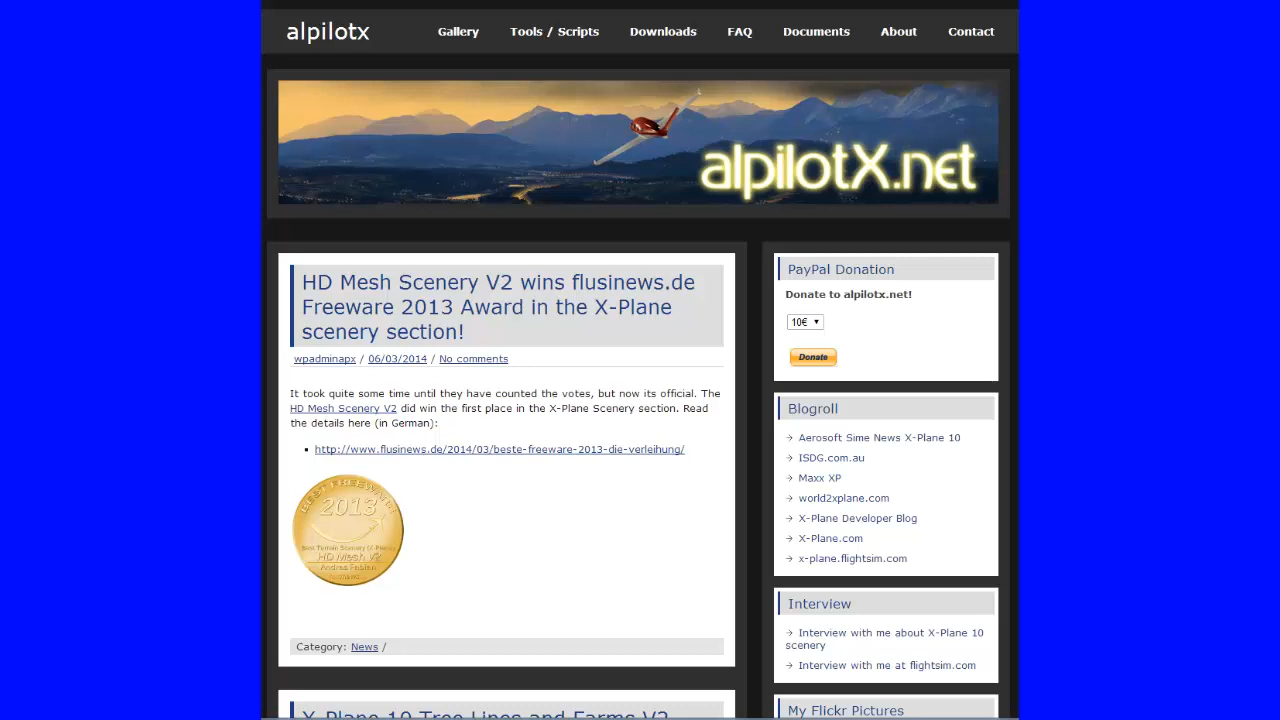 alpilotx
Gallery Tools / Scripts Downloads FAQ Documents About Contact
alpilotX.net
HD Mesh Scenery V2 wins flusinews.de
Freeware 2013 Award in the X-Plane
scenery section!
wpadminapx / 06/03/2014 / No comments
It took quite some time until they have counted the votes, but now its official. The
HD Mesh Scenery V2 did win the first place in the X-Plane Scenery section. Read
the details here (in German):
http://www.flusinews.de/2014/03/beste-freeware-2013-die-verleihung/
BEST FREEWARE
2013
HD Mesh V2
Category: News /
X-Plane 10 Tree Lines and Farms V2
PayPal Donation
Donate to alpilotx.net!
10€
Donate
Blogroll
Aerosoft Sime News X-Plane 10
ISDG.com.au
Maxx XP
world2xplane.com
X-Plane Developer Blog
X-Plane.com
x-plane.flightsim.com
Interview
Interview with me about X-Plane 10
scenery
Interview with me at flightsim.com
My Flickr Pictures